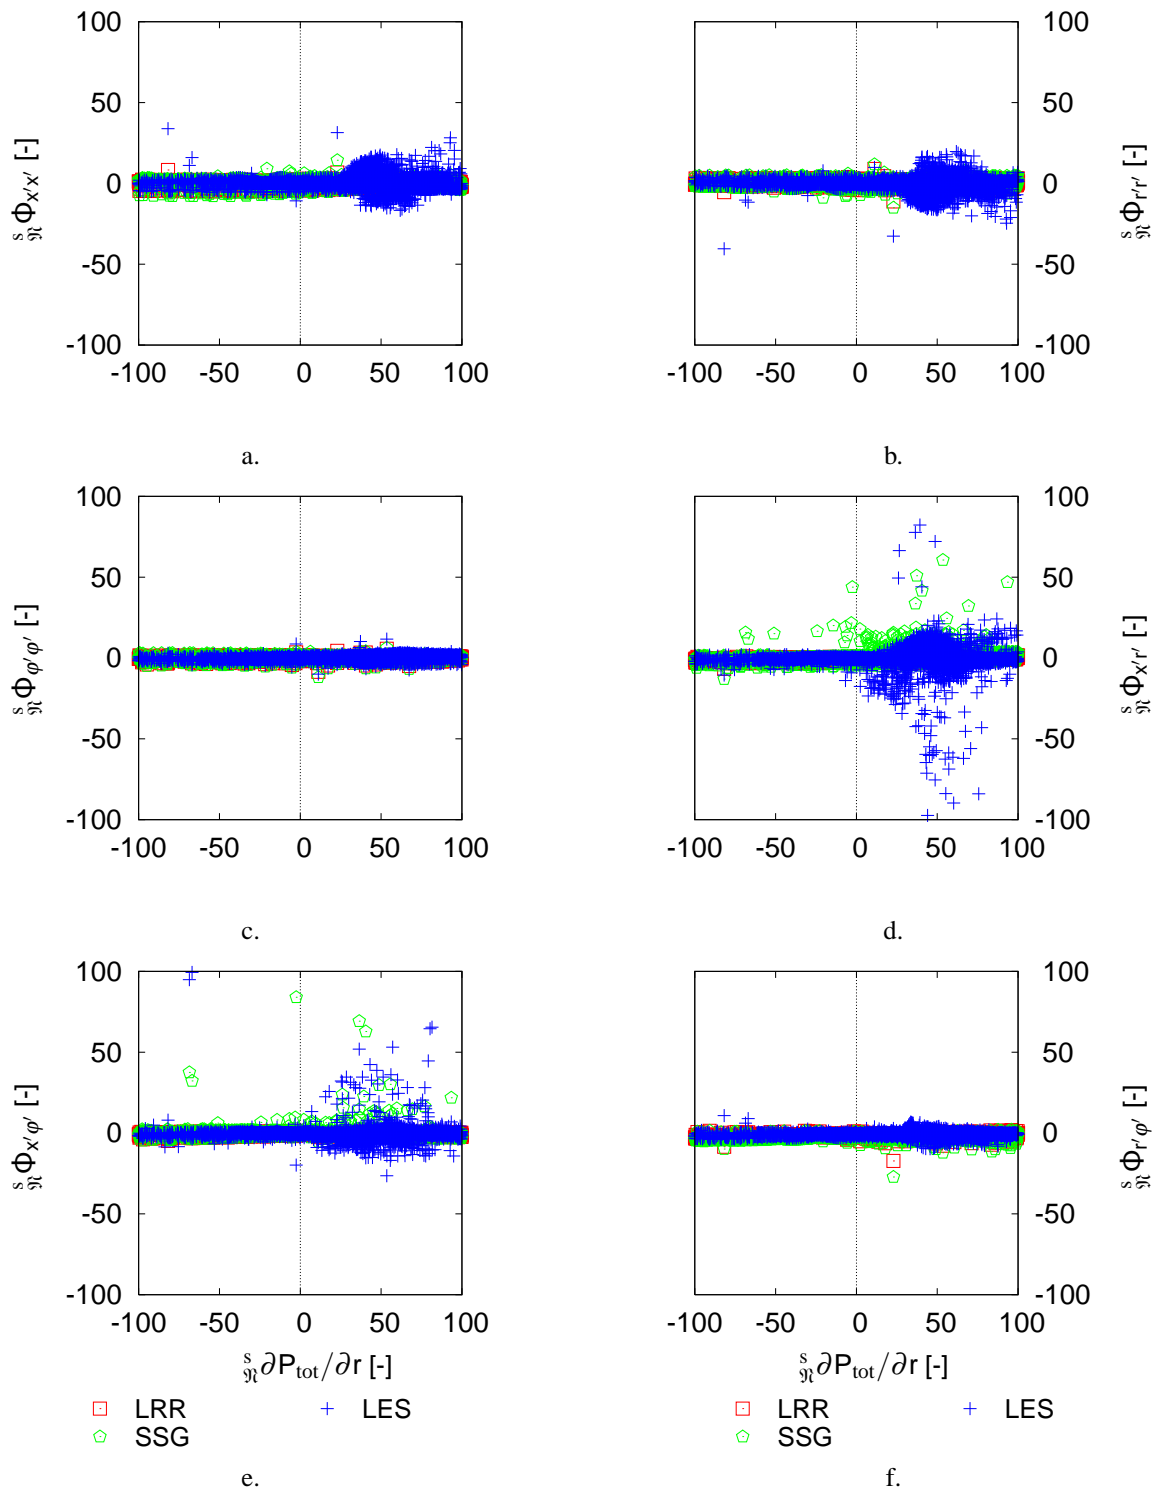 100
50
0
-50
-100
-100 -50 0 50 100
s ℜ Φx′x′ [-]
a.
100
50
0
-50
-100
-100 -50 0 50 100
s ℜ Φr′r′ [-]
b.
100
50
0
-50
-100
-100 -50 0 50 100
s ℜ Φφ′φ′ [-]
c.
100
50
0
-50
-100
-100 -50 0 50 100
s ℜ Φx′r′ [-]
d.
100
50
0
-50
-100
-100 -50 0 50 100
s ℜ Φx′φ′ [-]
s ℜ ∂Ptot/∂r [-]
LRR LES
SSG
e.
100
50
0
-50
-100
-100 -50 0 50 100
s ℜ Φr′φ′ [-]
s ℜ ∂Ptot/∂r [-]
LRR LES
SSG
f.